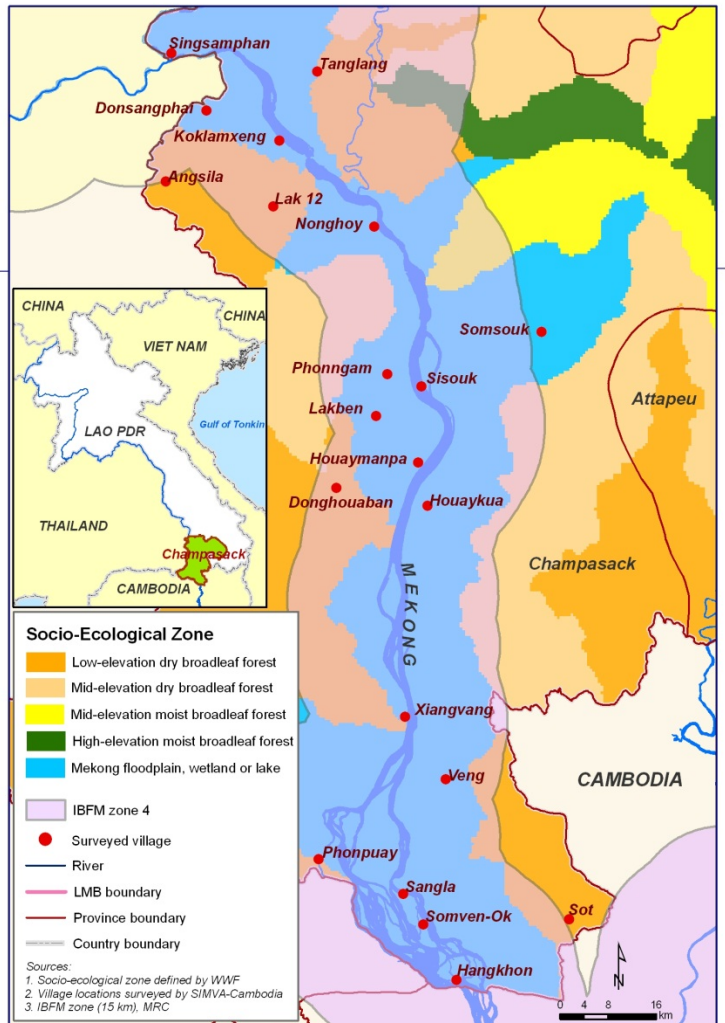 Singsamphan
Tanglang
Donsangphai
Koklamxeng
Angsila
Lak 12
Nonghoy
Somsouk
Phonngam
Sisouk
Attapeu
Lakben
Houaymanpa
Donghouaban
Houaykua
MEKONG
Champasack
Xiangvang
Veng
CAMBODIA
Phonpuay
Sangla
Sot
Somven-Ok
Hangkhon
N
0 4 8 16
km
CHINA
CHINA
VIET NAM
Gulf of Tonkin
LAO PDR
THAILAND
Champasack
CAMBODIA
Socio-Ecological Zone
Low-elevation dry broadleaf forest
Mid-elevation dry broadleaf forest
Mid-elevation moist broadleaf forest
High-elevation moist broadleaf forest
Mekong floodplain, wetland or lake
IBFM zone 4
Surveyed village
River
LMB boundary
Province boundary
Country boundary
Sources:
1. Socio-ecological zone defined by WWF
2. Village locations surveyed by SIMVA-Cambodia
3. IBFM zone (15 km), MRC